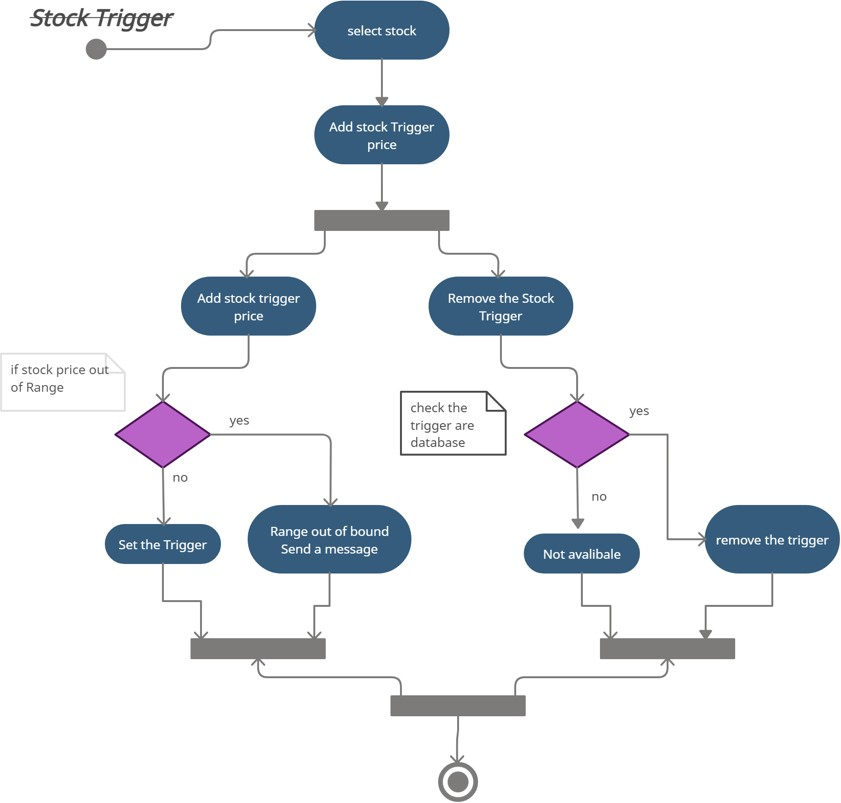 Stock Trigger
select stock
Add stock Trigger
price
Add stock trigger
price
Remove the Stock
Trigger
if stock price out
of Range
yes
no
check the
trigger are
database
yes
no
Set the Trigger
Range out of bound
Send a message
Not avalibale
remove the trigger